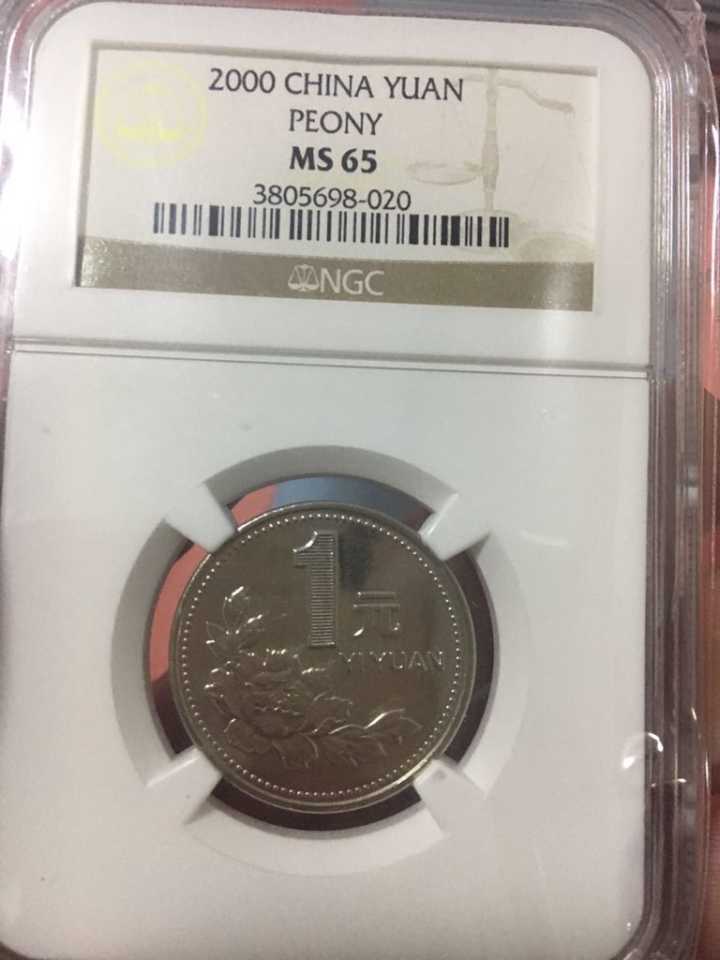 2000 CHINA YUAN
PEONY
MS 65
3805698-020
NGC
1元
YI YUAN